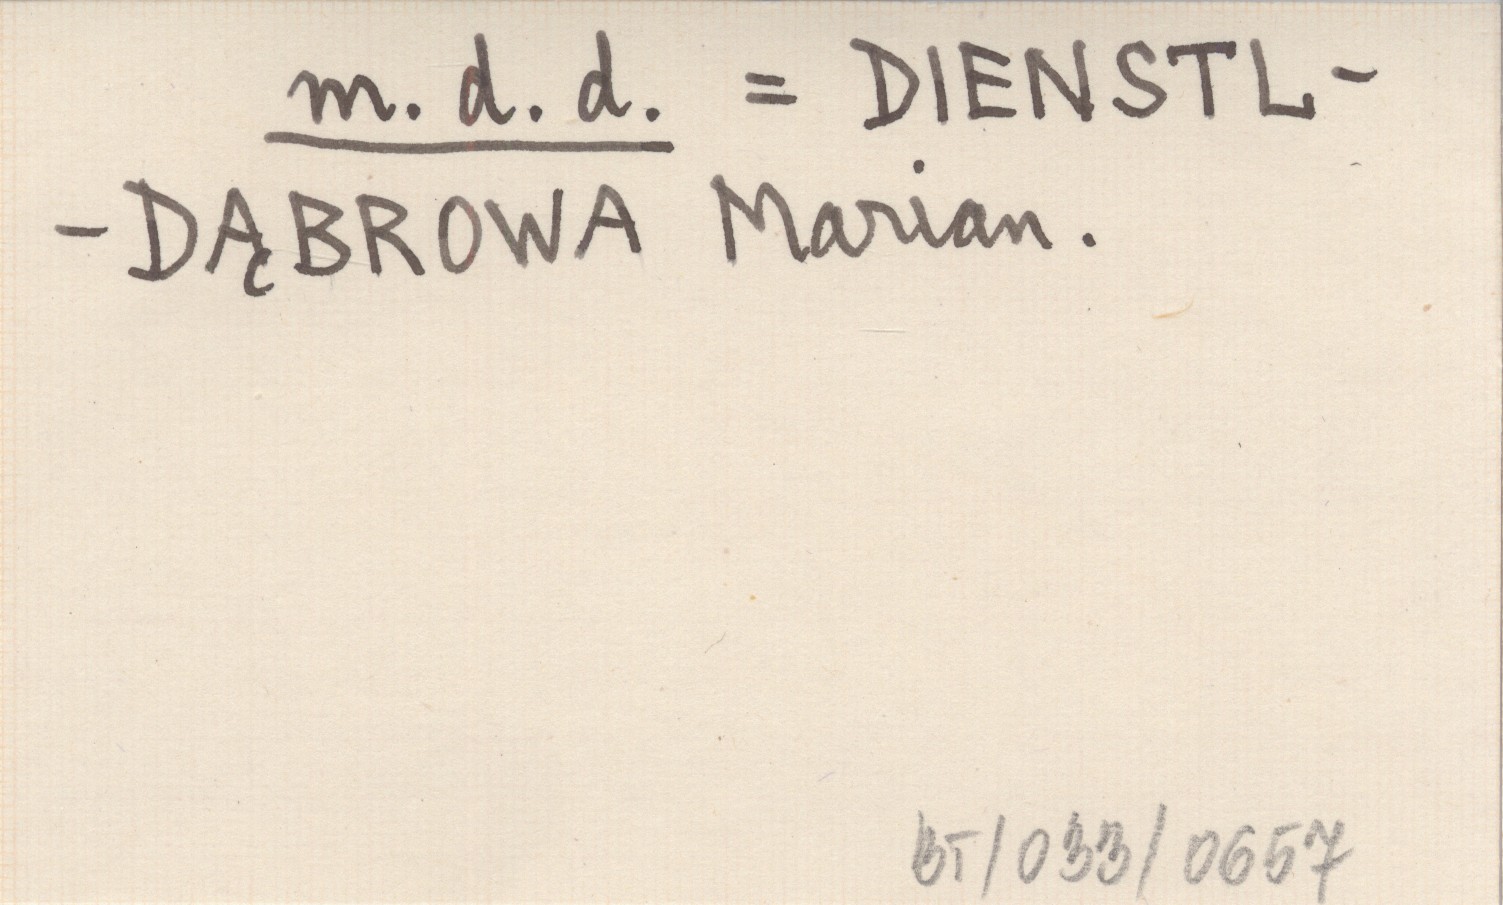 m. d. d. = DIENSTL-
-DĄBROWA Marian.
BT/033/0657